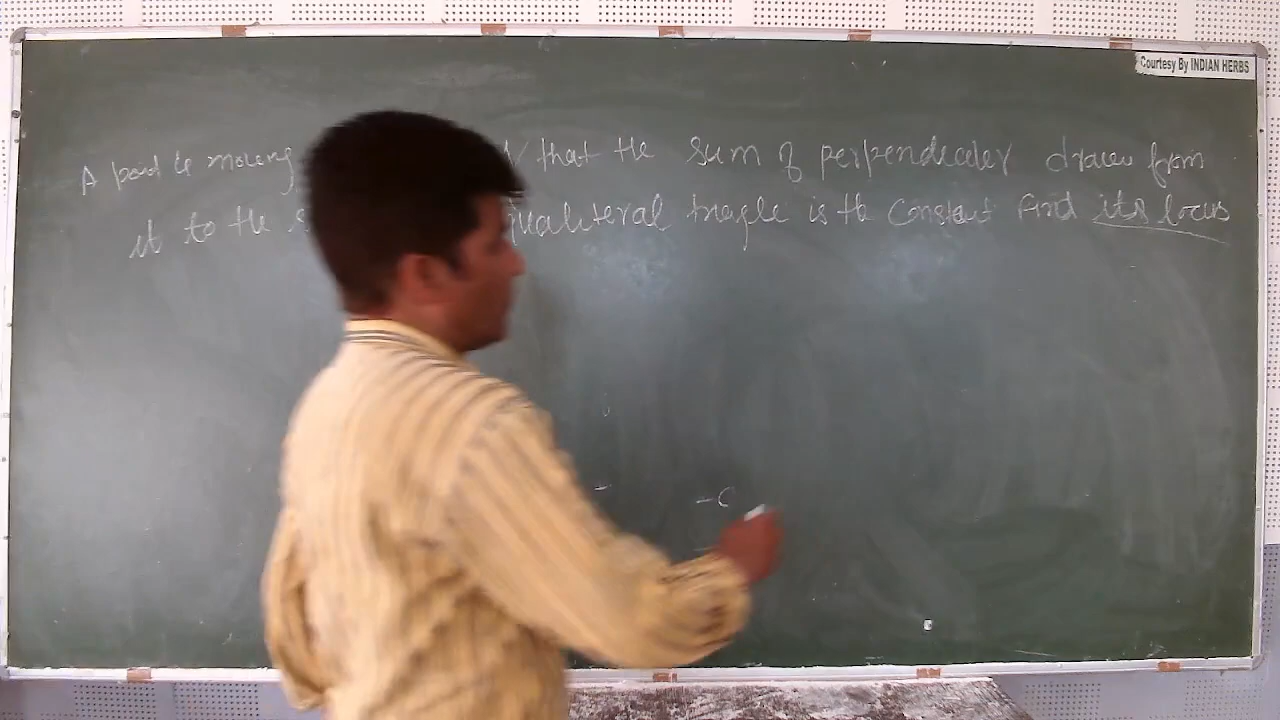 Courtesy By INDIAN HERBS
A point is moving that the sum of perpendicular drawn from
it to the equaliteral triangle is the constant Find its locus
-C